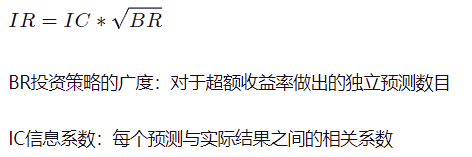 IR = IC * √BR
BR投资策略的广度：对于超额收益率做出的独立预测数目
IC信息系数：每个预测与实际结果之间的相关系数